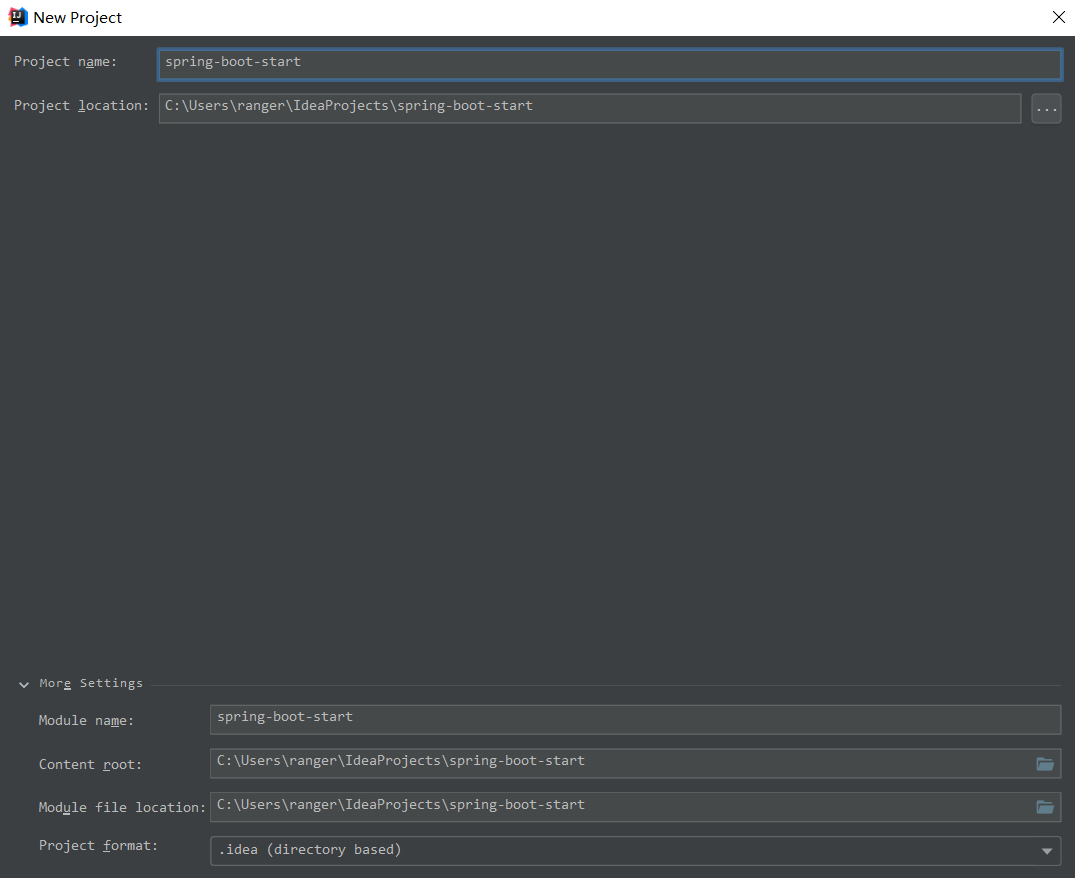 New Project
Project name: spring-boot-start
Project location: C:\Users\ranger\IdeaProjects\spring-boot-start ...
More Settings
Module name: spring-boot-start
Content root: C:\Users\ranger\IdeaProjects\spring-boot-start
Module file location: C:\Users\ranger\IdeaProjects\spring-boot-start
Project format: .idea (directory based)